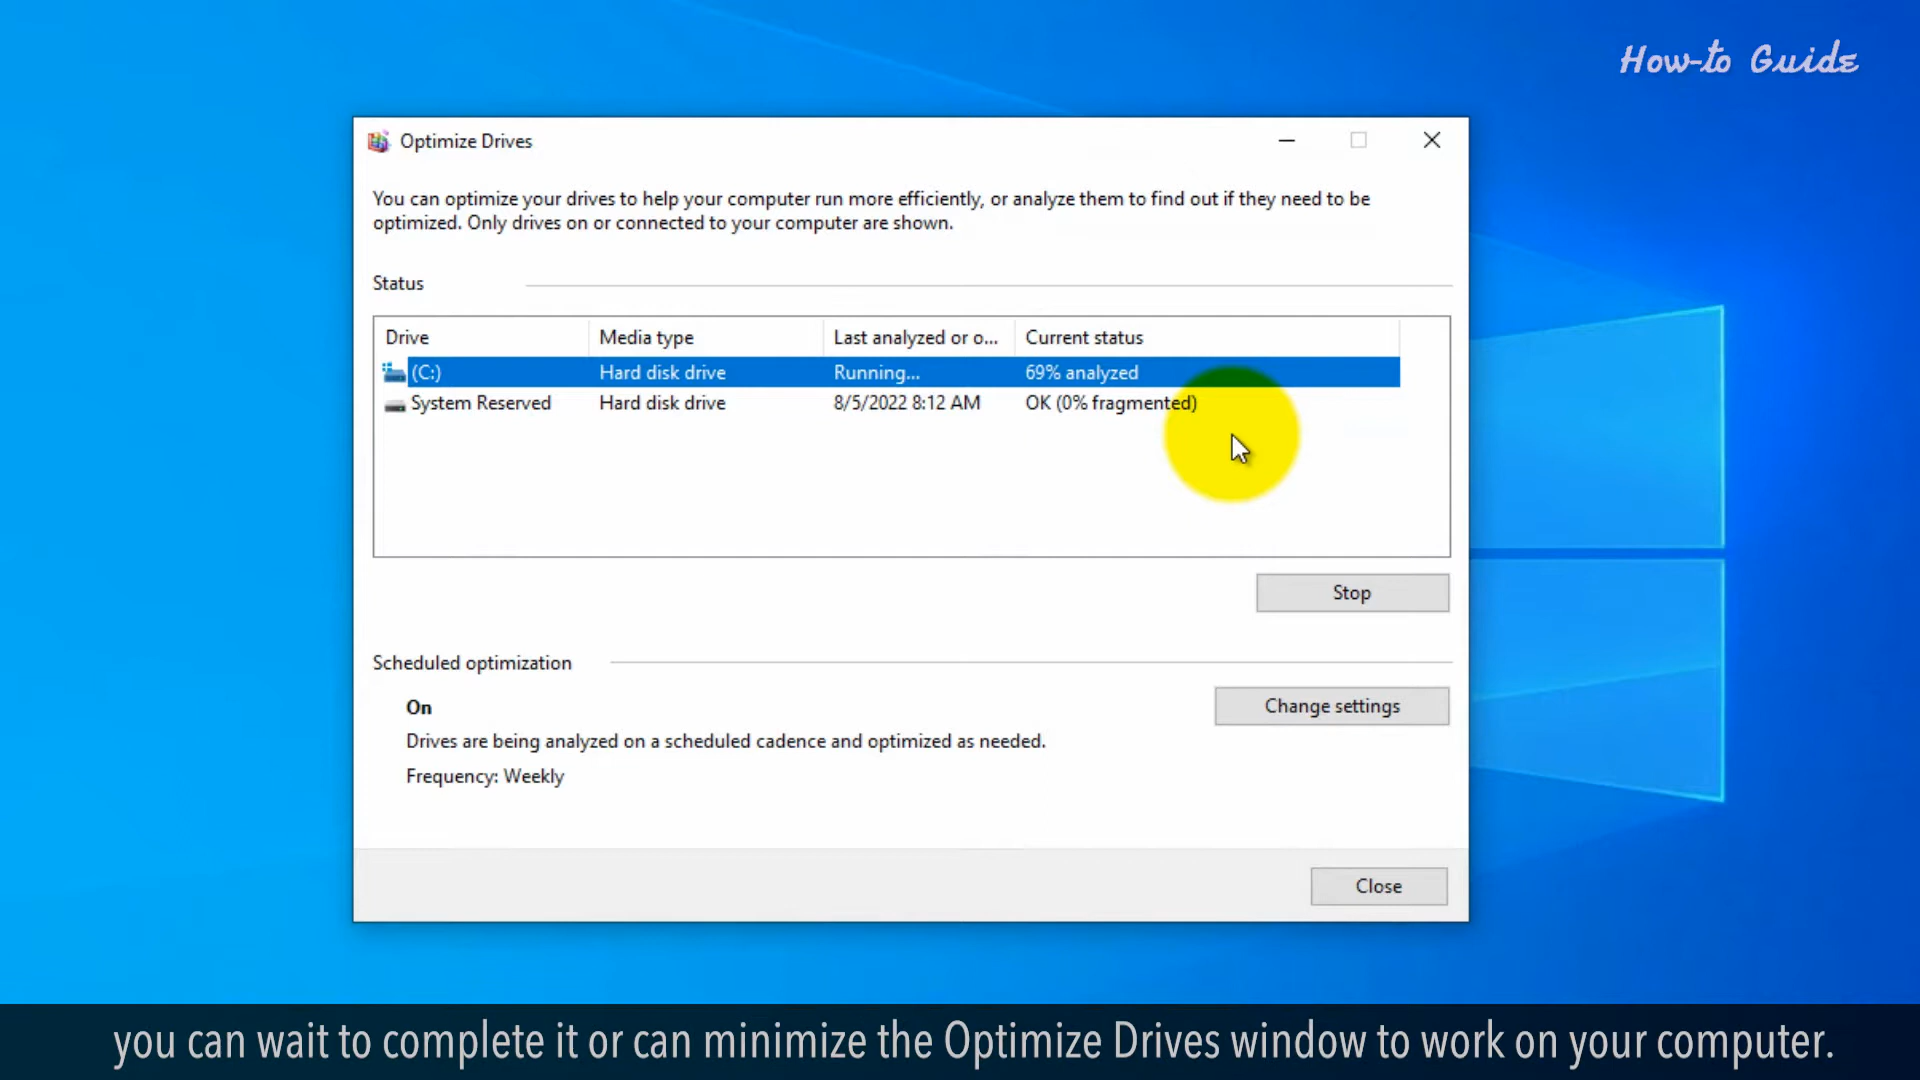 How-to Guide
Optimize Drives
You can optimize your drives to help your computer run more efficiently, or analyze them to find out if they need to be
optimized. Only drives on or connected to your computer are shown.
Status
Drive Media type Last analyzed or o... Current status
(C:) Hard disk drive Running... 69% analyzed
System Reserved Hard disk drive 8/5/2022 8:12 AM OK (0% fragmented)
Stop
Scheduled optimization
On
Change settings
Drives are being analyzed on a scheduled cadence and optimized as needed.
Frequency: Weekly
Close
you can wait to complete it or can minimize the Optimize Drives window to work on your computer.